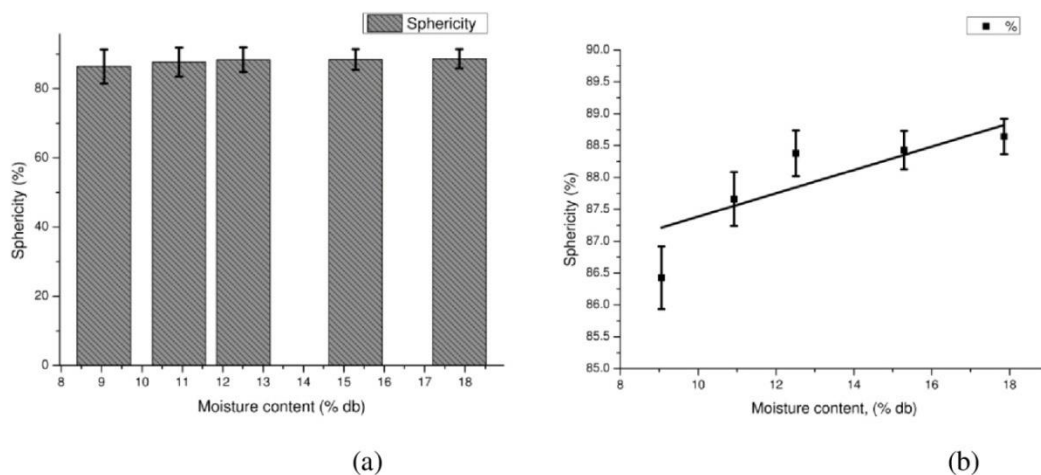 Sphericity
80
60
40
20
0
Sphericity (%)
8 9 10 11 12 13 14 15 16 17 18
Moisture content (% db)
(a)
%
90.0
89.5
89.0
88.5
88.0
87.5
87.0
86.5
86.0
85.5
85.0
Sphericity (%)
8 10 12 14 16 18
Moisture content, (% db)
(b)